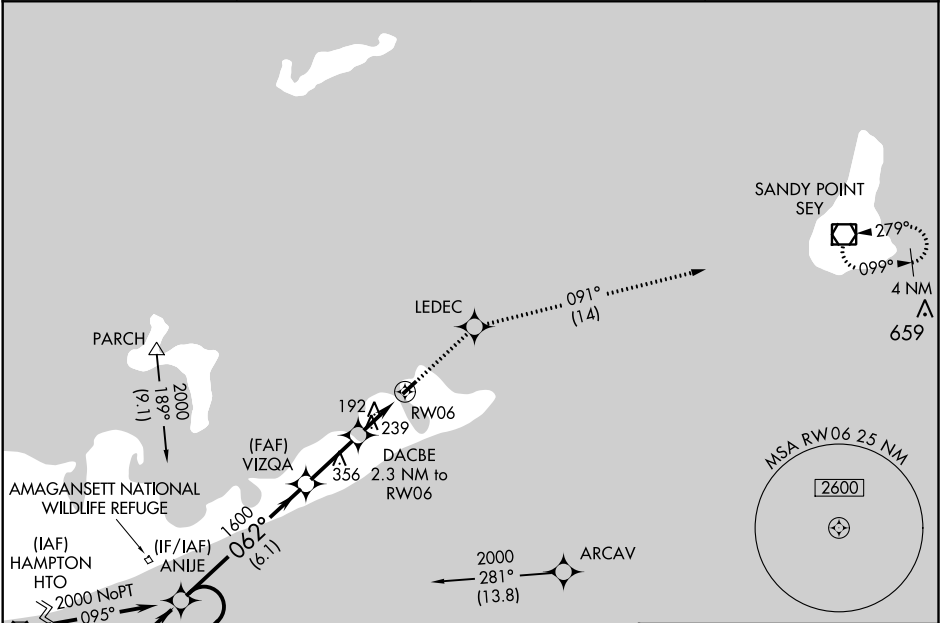 SANDY POINT
SEY
279°
099°
4 NM
659
LEDEC
091°
(14)
PARCH
2000
189°
(9.1)
192
RW06
239
(FAF)
VIZQA
356
DACBE
2.3 NM to
RW06
MSA RW06 25 NM
2600
AMAGANSETT NATIONAL
WILDLIFE REFUGE
1600
062°
(6.1)
(IAF)
HAMPTON
HTO
(IF/IAF)
ANIJE
2000 NoPT
095°
2000
281°
(13.8)
ARCAV